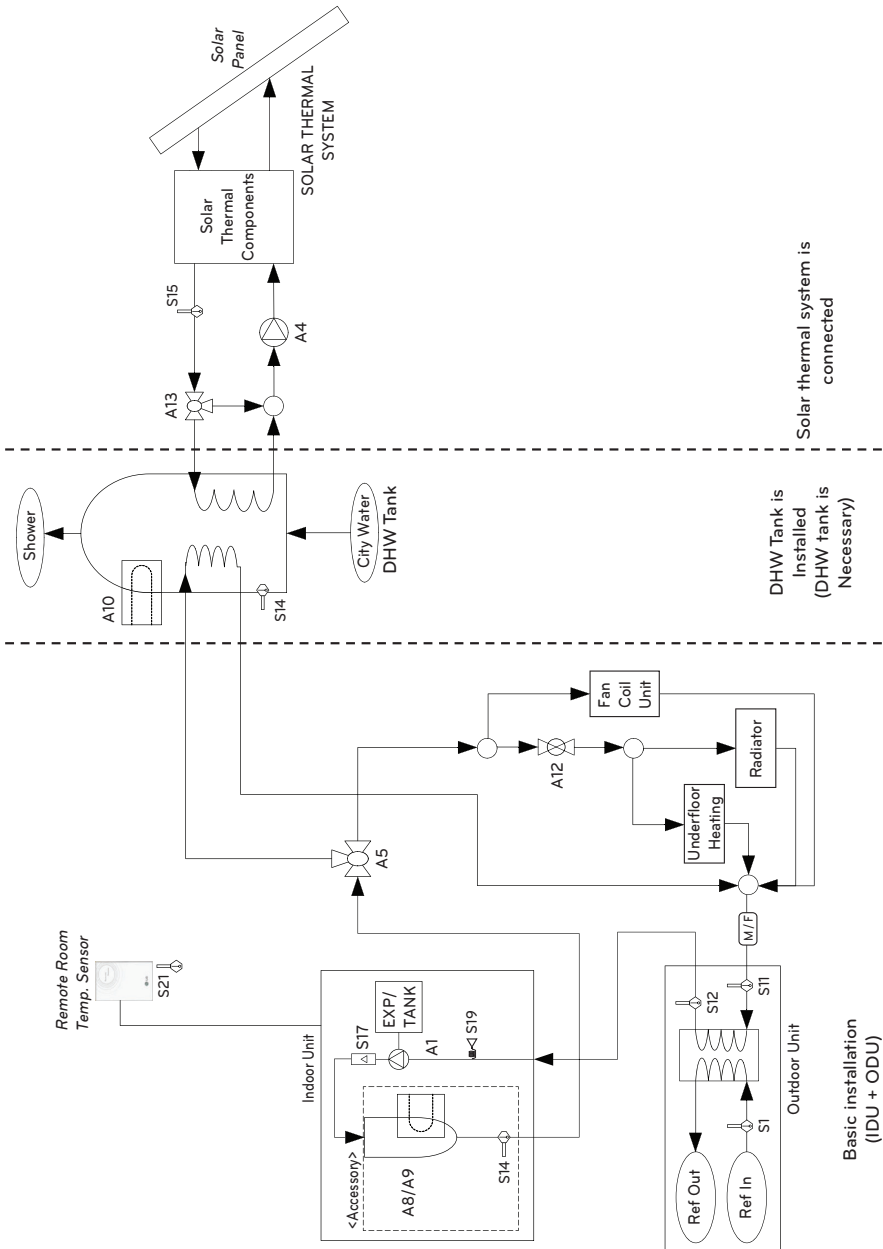 Solar
Panel
SOLAR THERMAL
SYSTEM
Solar
Thermal
Components
S15
A13
A4
Solar thermal system is
connected
Shower
A10
S14
City Water
DHW Tank
DHW Tank is
Installed
(DHW tank is
Necessary)
Fan
Coil
Unit
A12
Radiator
Underfloor
Heating
A5
M/F
Remote Room
Temp. Sensor
S21
Indoor Unit
EXP/
TANK
S17
A1
S19
<Accessory>
A8/A9
S14
S12
S11
S1
Outdoor Unit
Ref Out
Ref In
Basic installation
(IDU + ODU)